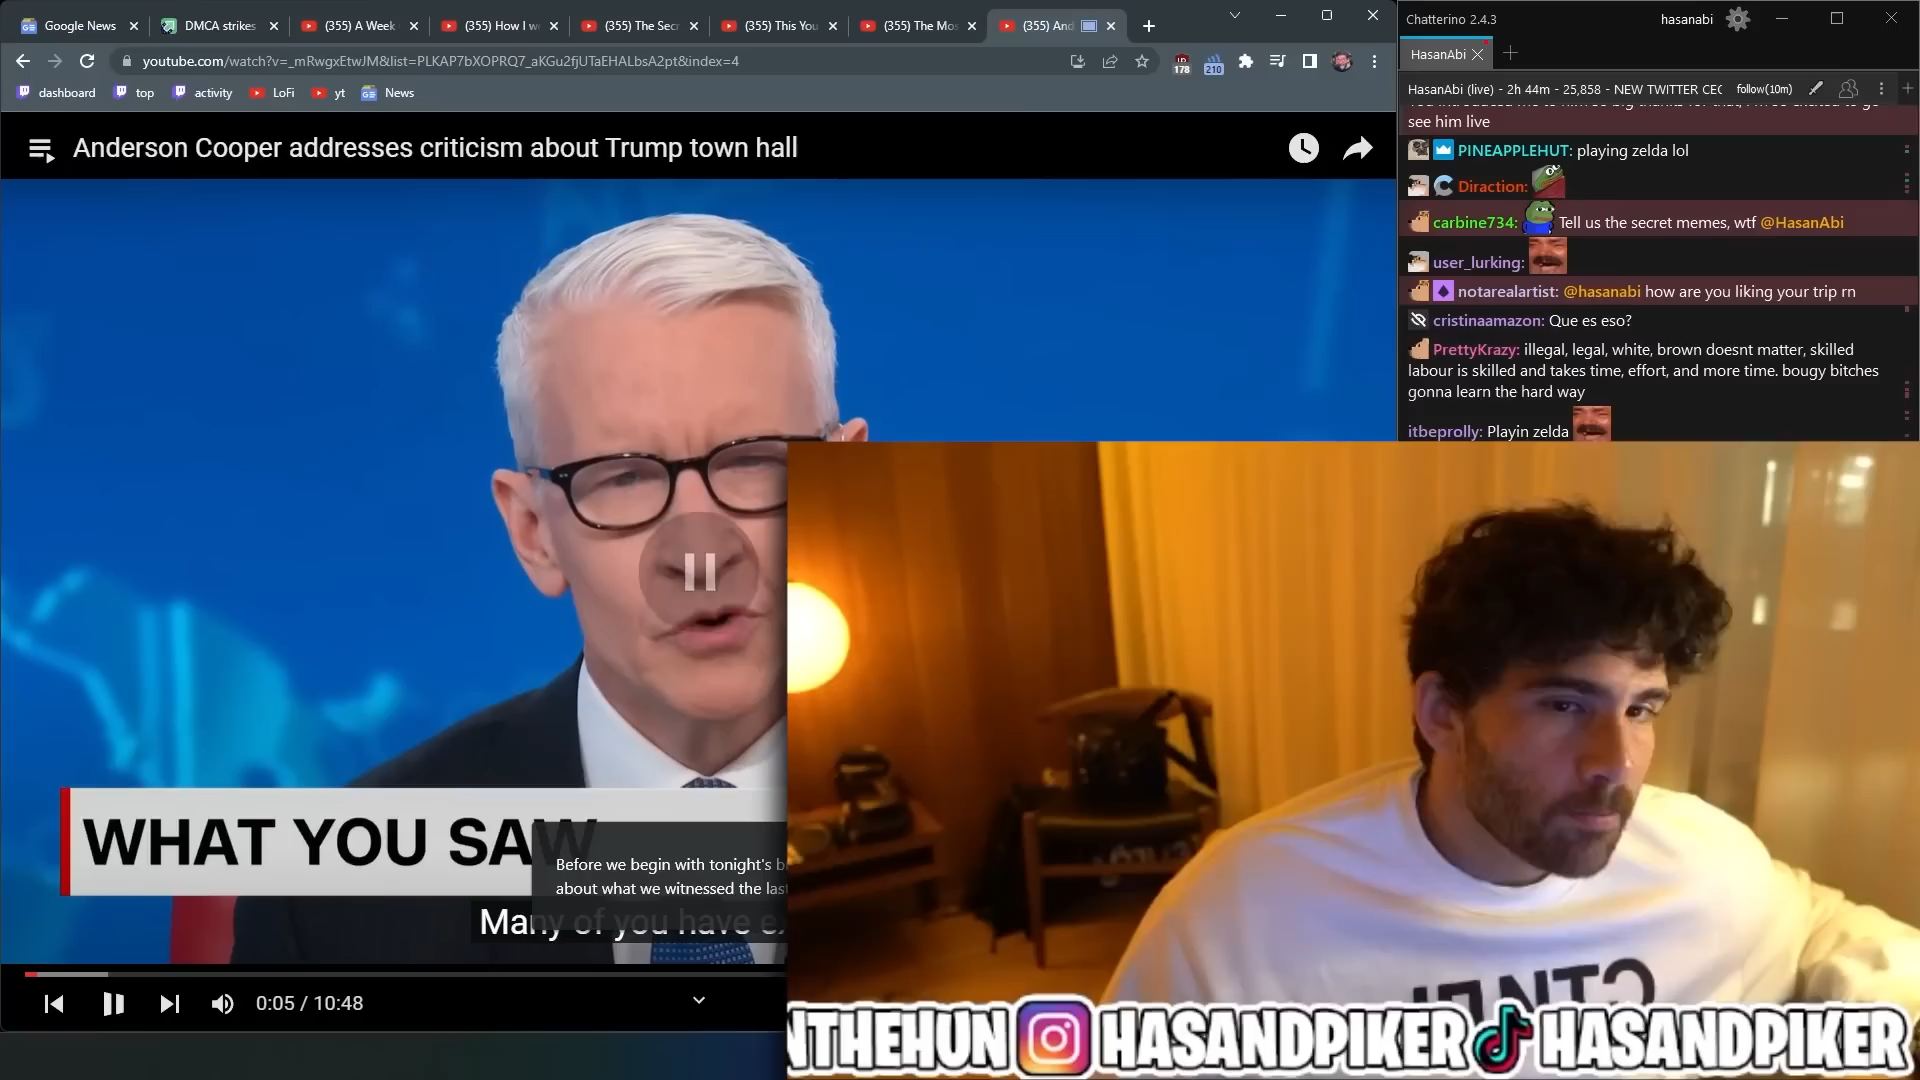 Google News
DMCA strikes
(355) A Week
(355) How I w
(355) The Sec
(355) This You
(355) The Mos
(355) And
youtube.com/watch?v=_mRwgxEtwJM&list=PLKAP7bXOPRQ7_aKGu2fjUTaEHALbsA2pt&index=4
178
210
dashboard
top
activity
LoFi
yt
News
Anderson Cooper addresses criticism about Trump town hall
WHAT YOU SAW
Before we begin with tonight's b
about what we witnessed the last
Many of you have ex
0:05 / 10:48
Chatterino 2.4.3
hasanabi
HasanAbi
HasanAbi (live) - 2h 44m - 25,858 - NEW TWITTER CEC
follow(10m)
see him live
PINEAPPLEHUT: playing zelda lol
Diraction:
carbine734: Tell us the secret memes, wtf @HasanAbi
user_lurking:
notarealartist: @hasanabi how are you liking your trip rn
cristinaamazon: Que es eso?
PrettyKrazy: illegal, legal, white, brown doesnt matter, skilled
labour is skilled and takes time, effort, and more time. bougy bitches
gonna learn the hard way
itbeprolly: Playin zelda
NTHEHUN HASANDPIKER HASANDPIKER